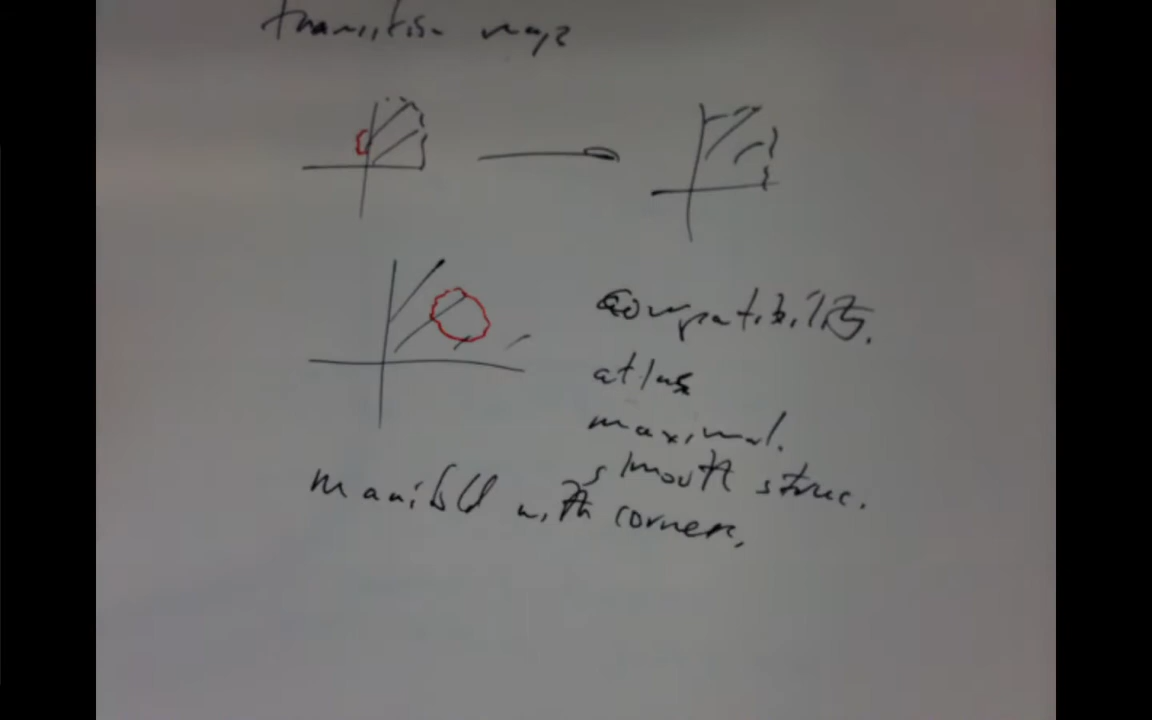 transition maps
compatibility.
atlas
maximal.
smooth struc.
manifold with corners,